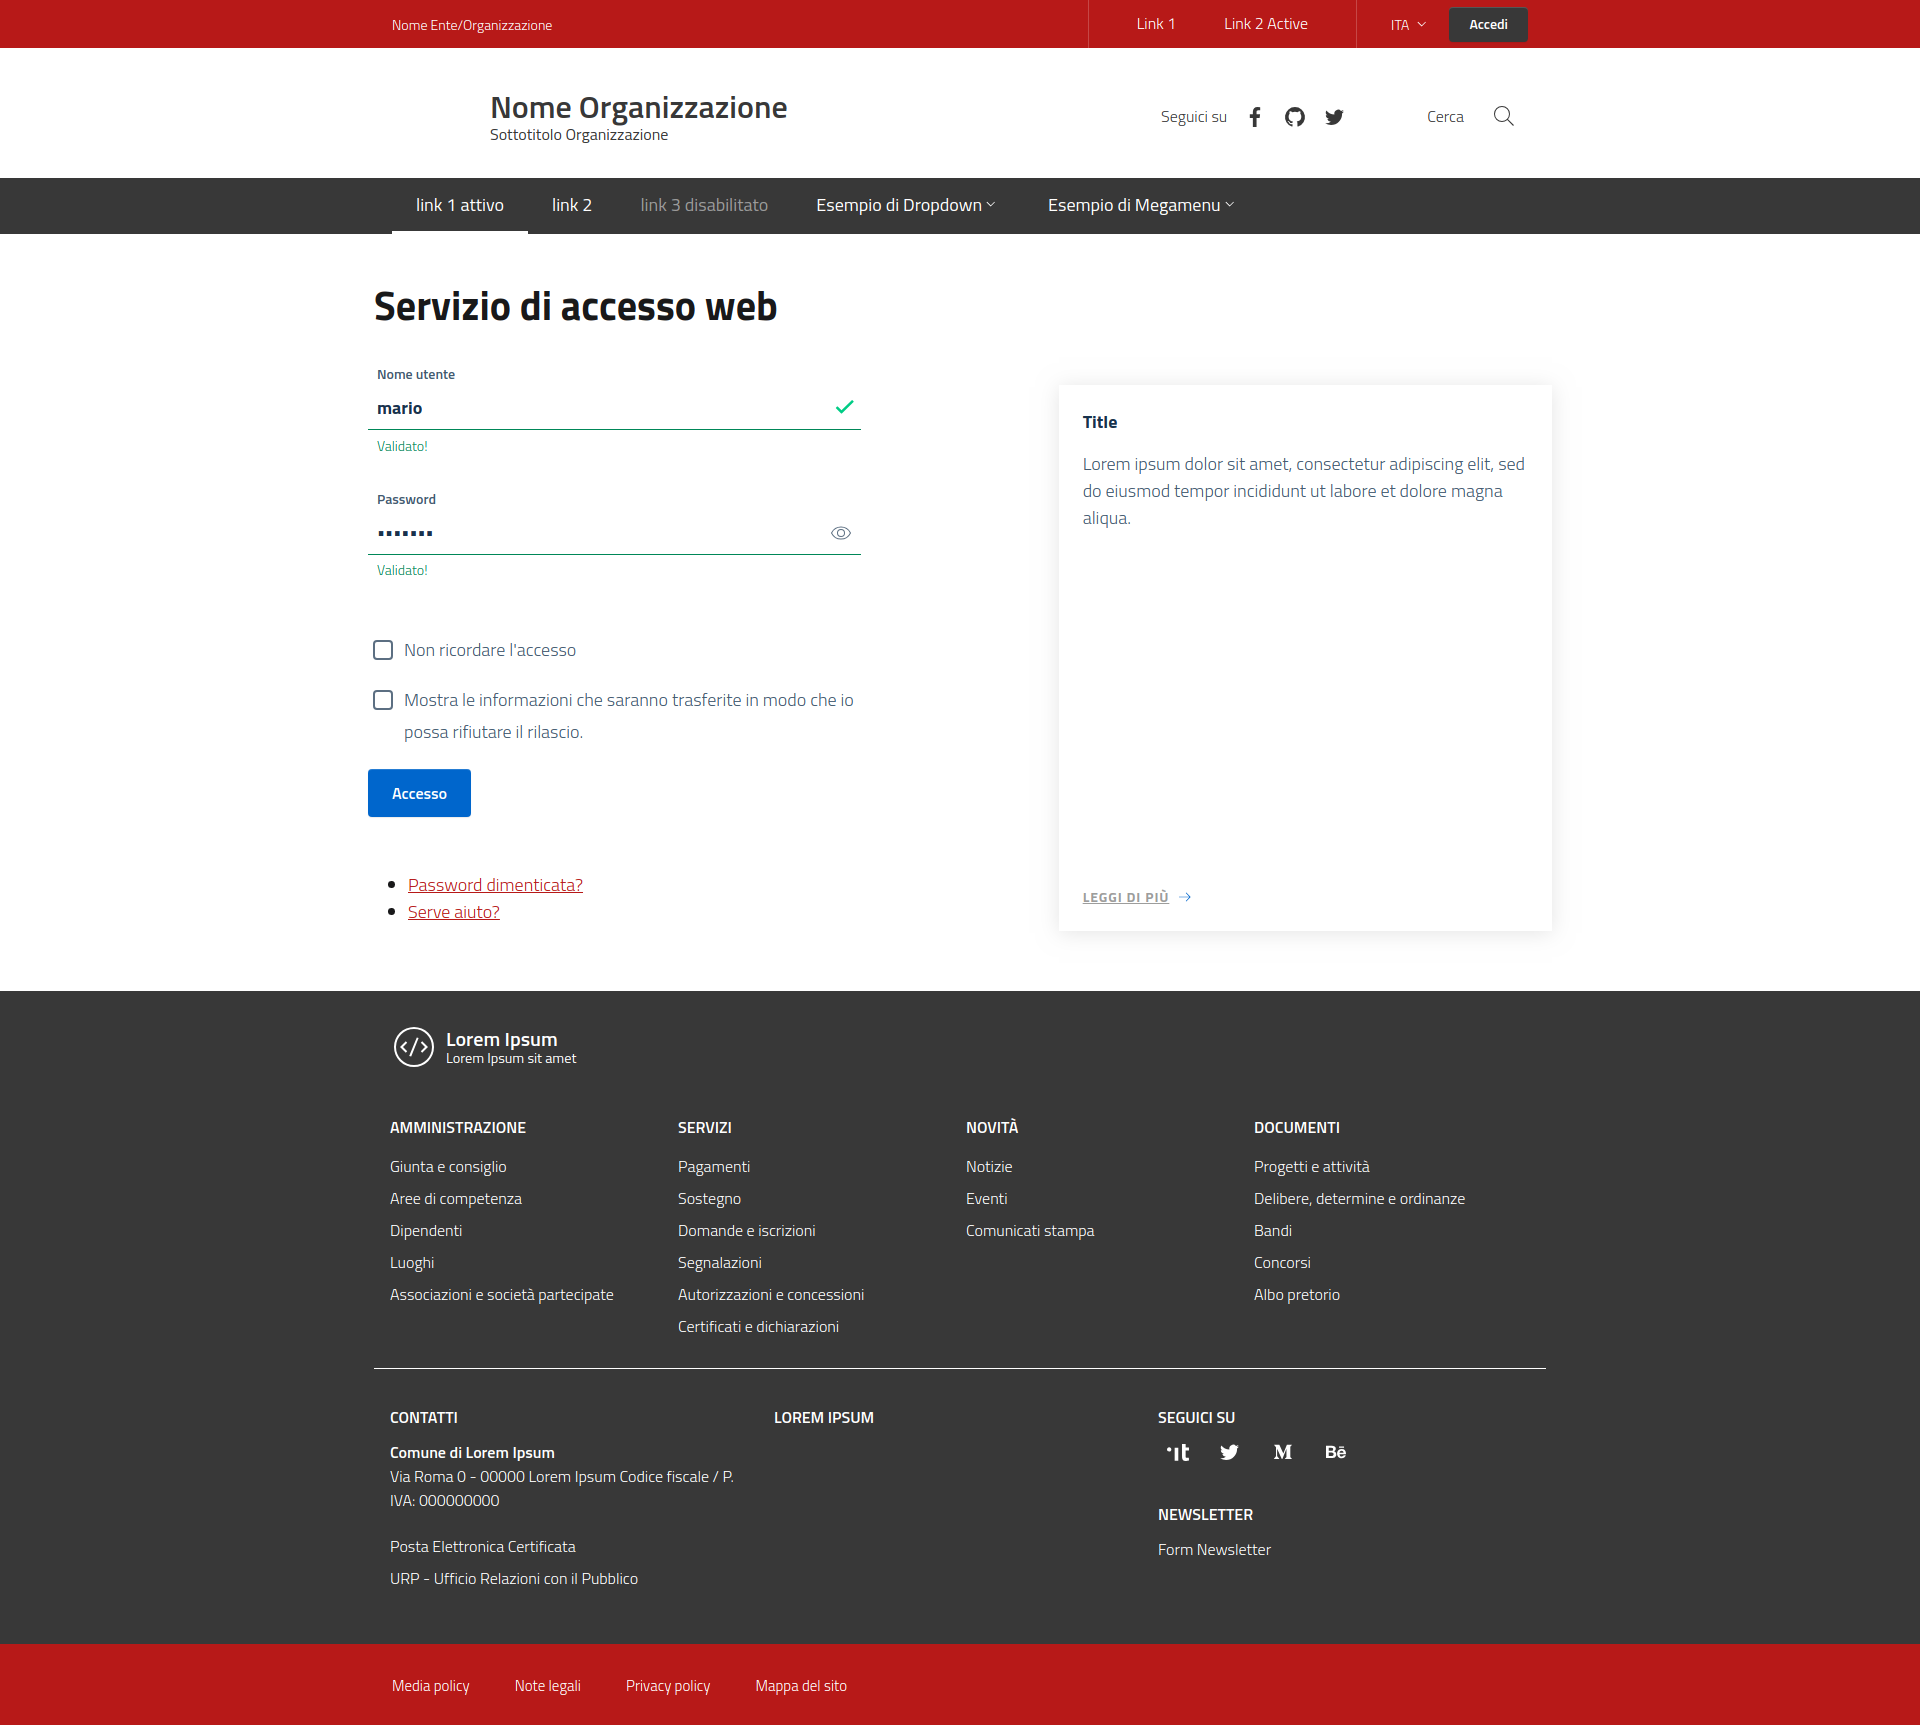 Nome Ente/Organizzazione
Link 1
Link 2 Active
ITA
Accedi
Nome Organizzazione
Sottotitolo Organizzazione
Seguici su
Cerca
link 1 attivo
link 2
link 3 disabilitato
Esempio di Dropdown
Esempio di Megamenu
Servizio di accesso web
Nome utente
mario
Validato!
Password
Validato!
Non ricordare l'accesso
Mostra le informazioni che saranno trasferite in modo che io
possa rifiutare il rilascio.
Accesso
Password dimenticata?
Serve aiuto?
Title
Lorem ipsum dolor sit amet, consectetur adipiscing elit, sed
do eiusmod tempor incididunt ut labore et dolore magna
aliqua.
LEGGI DI PIÙ
Lorem Ipsum
Lorem Ipsum sit amet
AMMINISTRAZIONE
Giunta e consiglio
Aree di competenza
Dipendenti
Luoghi
Associazioni e società partecipate
SERVIZI
Pagamenti
Sostegno
Domande e iscrizioni
Segnalazioni
Autorizzazioni e concessioni
Certificati e dichiarazioni
NOVITÀ
Notizie
Eventi
Comunicati stampa
DOCUMENTI
Progetti e attività
Delibere, determine e ordinanze
Bandi
Concorsi
Albo pretorio
CONTATTI
Comune di Lorem Ipsum
Via Roma 0 - 00000 Lorem Ipsum Codice fiscale / P.
IVA: 000000000
Posta Elettronica Certificata
URP - Ufficio Relazioni con il Pubblico
LOREM IPSUM
SEGUICI SU
NEWSLETTER
Form Newsletter
Media policy
Note legali
Privacy policy
Mappa del sito